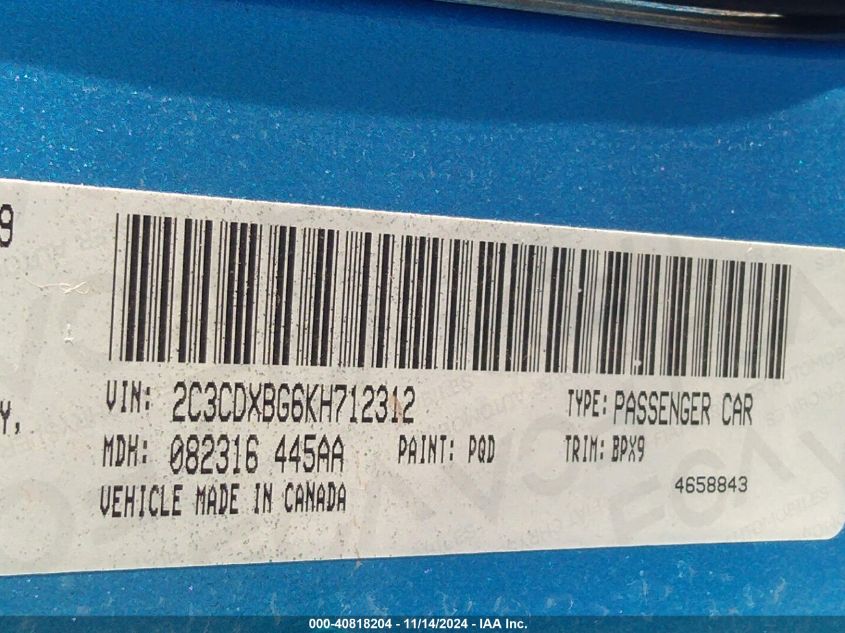 9
VIN: 2C3CDXBG6KH712312 TYPE: PASSENGER CAR
Y,
MDH: 082316 445AA PAINT: PQD TRIM: BPX9
VEHICLE MADE IN CANADA 4658843
000-40818204 - 11/14/2024 - IAA Inc.